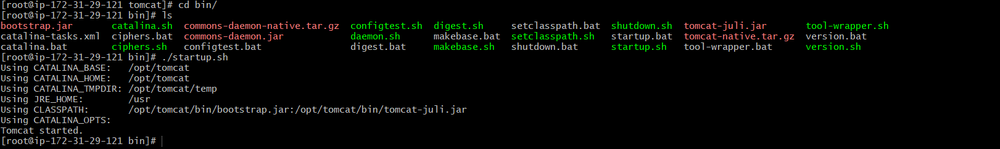 [root@ip-172-31-29-121 tomcat]# cd bin/
[root@ip-172-31-29-121 bin]# ls
bootstrap.jar       catalina.sh  commons-daemon-native.tar.gz  configtest.sh  digest.sh    setclasspath.bat  shutdown.sh  tomcat-juli.jar       tool-wrapper.sh
catalina-tasks.xml  ciphers.bat  commons-daemon.jar            daemon.sh      makebase.bat  setclasspath.sh   startup.bat  tomcat-native.tar.gz  version.bat
catalina.bat        ciphers.sh   configtest.bat                digest.bat     makebase.sh   shutdown.bat      startup.sh   tool-wrapper.bat      version.sh
[root@ip-172-31-29-121 bin]# ./startup.sh
Using CATALINA_BASE:   /opt/tomcat
Using CATALINA_HOME:   /opt/tomcat
Using CATALINA_TMPDIR: /opt/tomcat/temp
Using JRE_HOME:        /usr
Using CLASSPATH:       /opt/tomcat/bin/bootstrap.jar:/opt/tomcat/bin/tomcat-juli.jar
Using CATALINA_OPTS:
Tomcat started.
[root@ip-172-31-29-121 bin]#